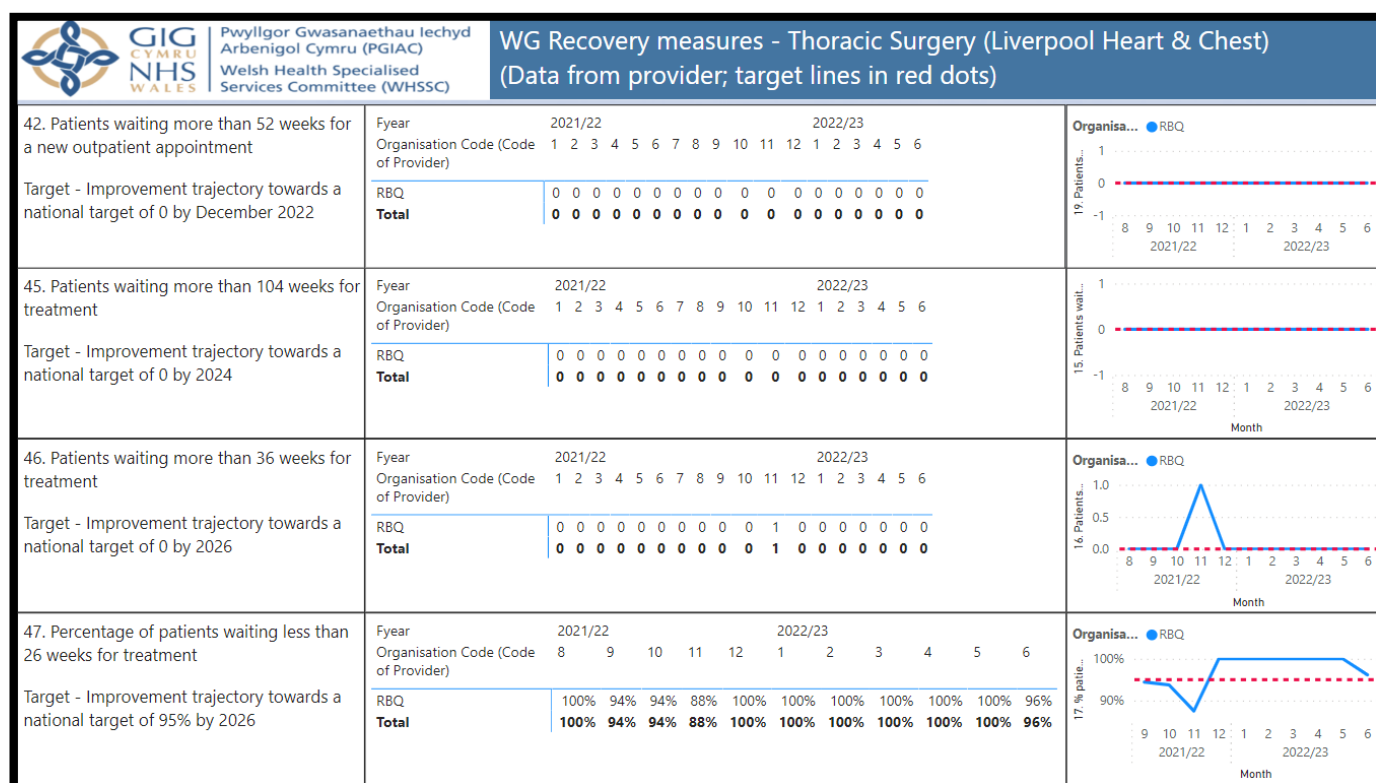 GIG
CYMRU
NHS
WALES
Pwyllgor Gwasanaethau Iechyd
Arbenigol Cymru (PGIAC)
Welsh Health Specialised
Services Committee (WHSSC)
WG Recovery measures - Thoracic Surgery (Liverpool Heart & Chest)
(Data from provider; target lines in red dots)
42. Patients waiting more than 52 weeks for
a new outpatient appointment
Target - Improvement trajectory towards a
national target of 0 by December 2022
Fyear 2021/22 2022/23
Organisation Code (Code 1 2 3 4 5 6 7 8 9 10 11 12 1 2 3 4 5 6
of Provider)
RBQ 0 0 0 0 0 0 0 0 0 0 0 0 0 0 0 0 0 0
Total 0 0 0 0 0 0 0 0 0 0 0 0 0 0 0 0 0 0
Organisa... RBQ
19. Patients...
1
0
-1
8 9 10 11 12 1 2 3 4 5 6
2021/22 2022/23
45. Patients waiting more than 104 weeks for
treatment
Target - Improvement trajectory towards a
national target of 0 by 2024
Fyear 2021/22 2022/23
Organisation Code (Code 1 2 3 4 5 6 7 8 9 10 11 12 1 2 3 4 5 6
of Provider)
RBQ 0 0 0 0 0 0 0 0 0 0 0 0 0 0 0 0 0 0
Total 0 0 0 0 0 0 0 0 0 0 0 0 0 0 0 0 0 0
15. Patients wait...
1
0
-1
8 9 10 11 12 1 2 3 4 5 6
2021/22 2022/23
Month
46. Patients waiting more than 36 weeks for
treatment
Target - Improvement trajectory towards a
national target of 0 by 2026
Fyear 2021/22 2022/23
Organisation Code (Code 1 2 3 4 5 6 7 8 9 10 11 12 1 2 3 4 5 6
of Provider)
RBQ 0 0 0 0 0 0 0 0 0 0 1 0 0 0 0 0 0 0
Total 0 0 0 0 0 0 0 0 0 0 1 0 0 0 0 0 0 0
Organisa... RBQ
16. Patients...
1.0
0.5
0.0
8 9 10 11 12 1 2 3 4 5 6
2021/22 2022/23
Month
47. Percentage of patients waiting less than
26 weeks for treatment
Target - Improvement trajectory towards a
national target of 95% by 2026
Fyear 2021/22 2022/23
Organisation Code (Code 8 9 10 11 12 1 2 3 4 5 6
of Provider)
RBQ 100% 94% 94% 88% 100% 100% 100% 100% 100% 100% 96%
Total 100% 94% 94% 88% 100% 100% 100% 100% 100% 100% 96%
Organisa... RBQ
17. % patie...
100%
90%
9 10 11 12 1 2 3 4 5 6
2021/22 2022/23
Month